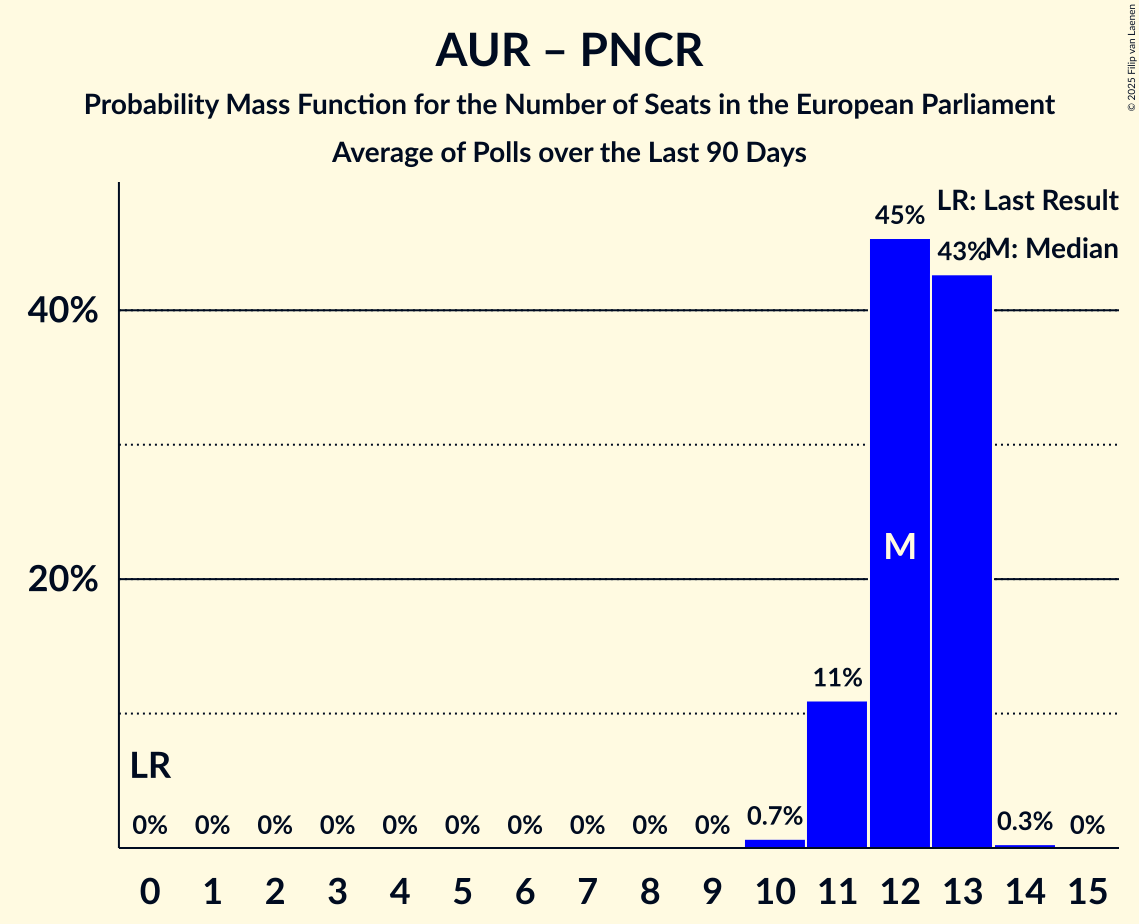 © 2025 Filip van Laenen
AUR – PNCR
Probability Mass Function for the Number of Seats in the European Parliament
Average of Polls over the Last 90 Days
LR: Last Result
M: Median
45%
43%
40%
M
20%
11%
LR
0% 0% 0% 0% 0% 0% 0% 0% 0% 0% 0.7% 0.3% 0%
0 1 2 3 4 5 6 7 8 9 10 11 12 13 14 15